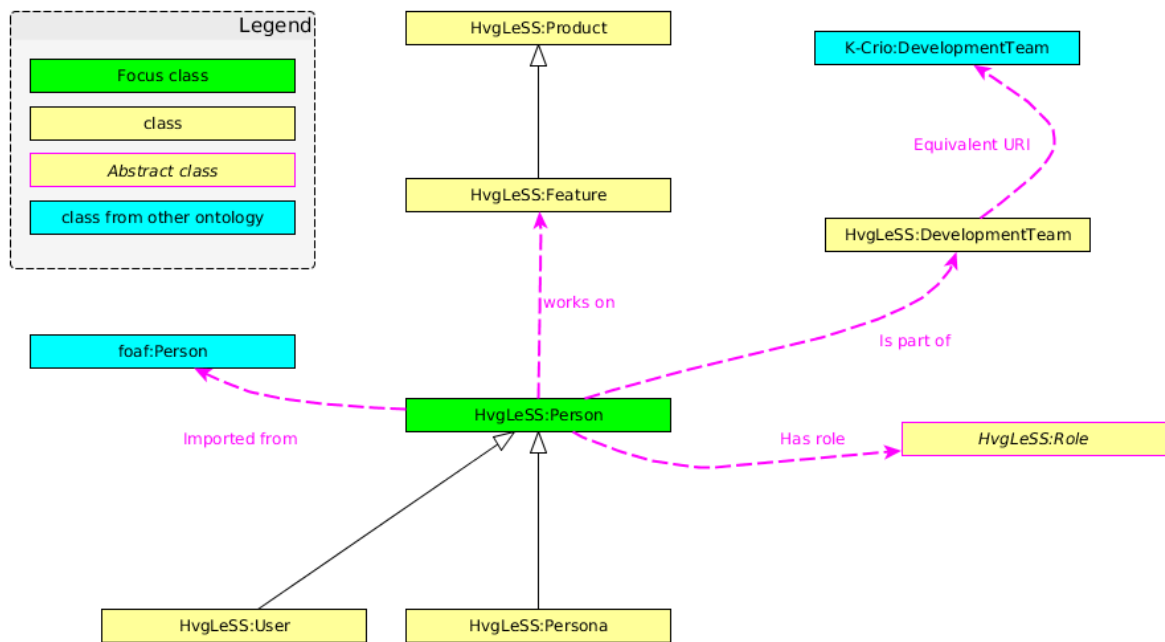 Legend
Focus class
class
Abstract class
class from other ontology
HvgLeSS:Product
K-Crio:DevelopmentTeam
Equivalent URI
HvgLeSS:Feature
HvgLeSS:DevelopmentTeam
works on
Is part of
foaf:Person
Imported from
HvgLeSS:Person
Has role
HvgLeSS:Role
HvgLeSS:User
HvgLeSS:Persona